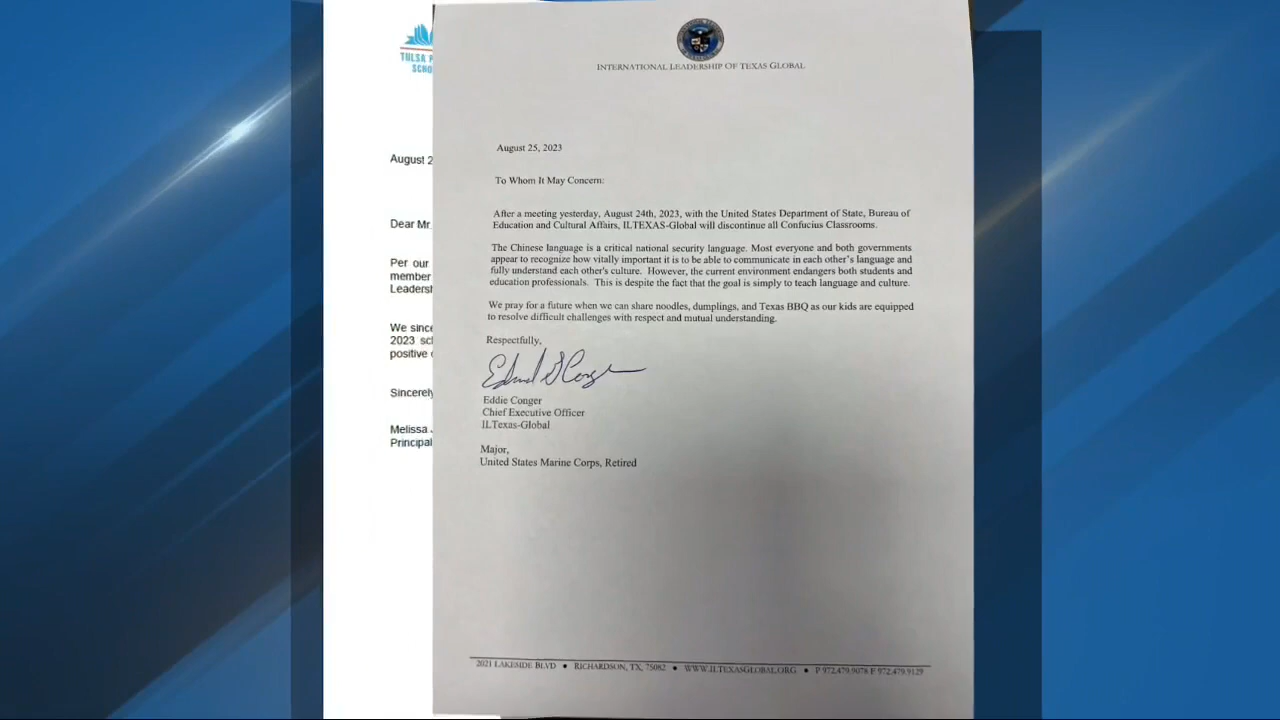 TULSA
SCHO
August 2
Dear Mr.
Per our
member
Leadersh
We since
2023 sch
positive
Sincerely
Melissa
Principal
INTERNATIONAL LEADERSHIP OF TEXAS GLOBAL
August 25, 2023
To Whom It May Concern:
After a meeting yesterday, August 24th, 2023, with the United States Department of State, Bureau of
Education and Cultural Affairs, ILTEXAS-Global will discontinue all Confucius Classrooms.
The Chinese language is a critical national security language. Most everyone and both governments
appear to recognize how vitally important it is to be able to communicate in each other's language and
fully understand each other's culture. However, the current environment endangers both students and
education professionals. This is despite the fact that the goal is simply to teach language and culture.
We pray for a future when we can share noodles, dumplings, and Texas BBQ as our kids are equipped
to resolve difficult challenges with respect and mutual understanding.
Respectfully,
Eddie Conger
Chief Executive Officer
ILTexas-Global
Major,
United States Marine Corps, Retired
2021 LAKESIDE BLVD • RICHARDSON, TX, 75082 • WWW.ILTEXASGLOBAL.ORG • P 972.479.9078 F 972.479.9129